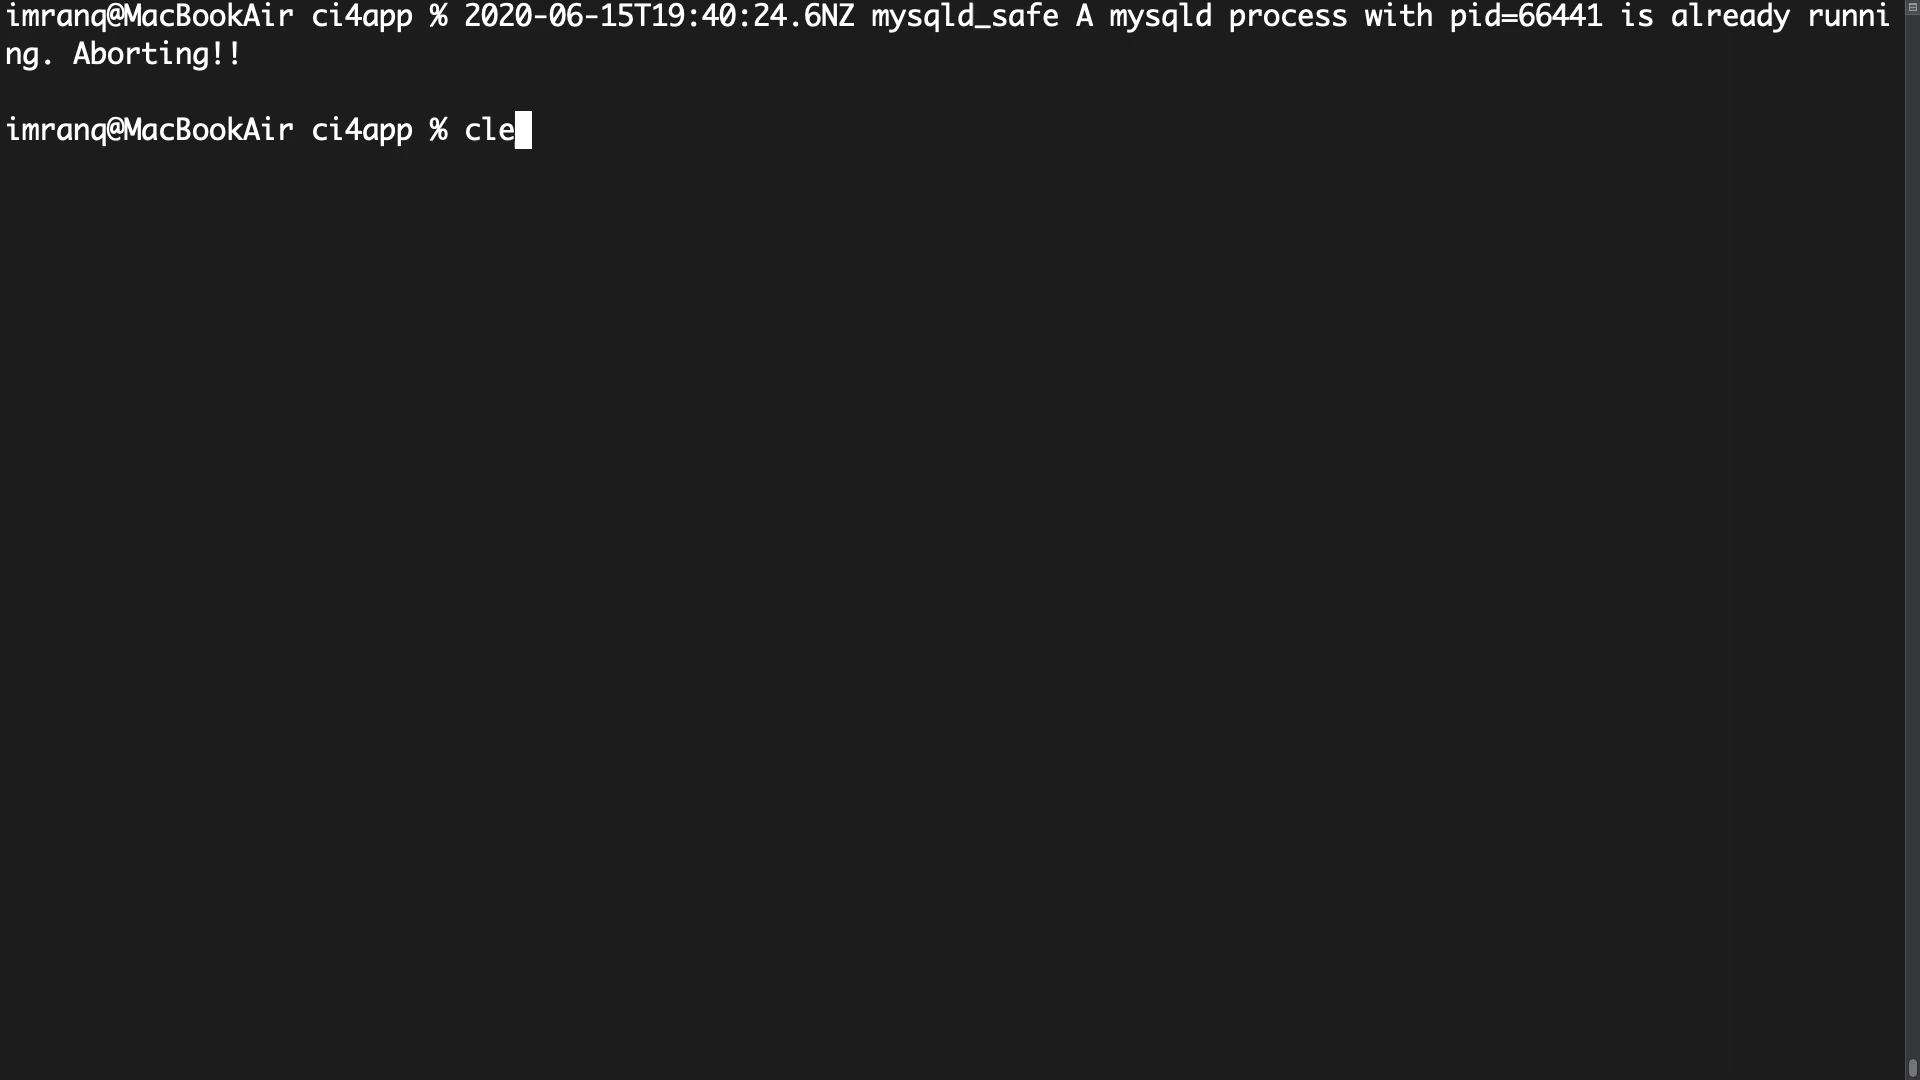 imranq@MacBookAir ci4app % 2020-06-15T19:40:24.6NZ mysqld_safe A mysqld process with pid=66441 is already runni
ng. Aborting!!
imranq@MacBookAir ci4app % cle